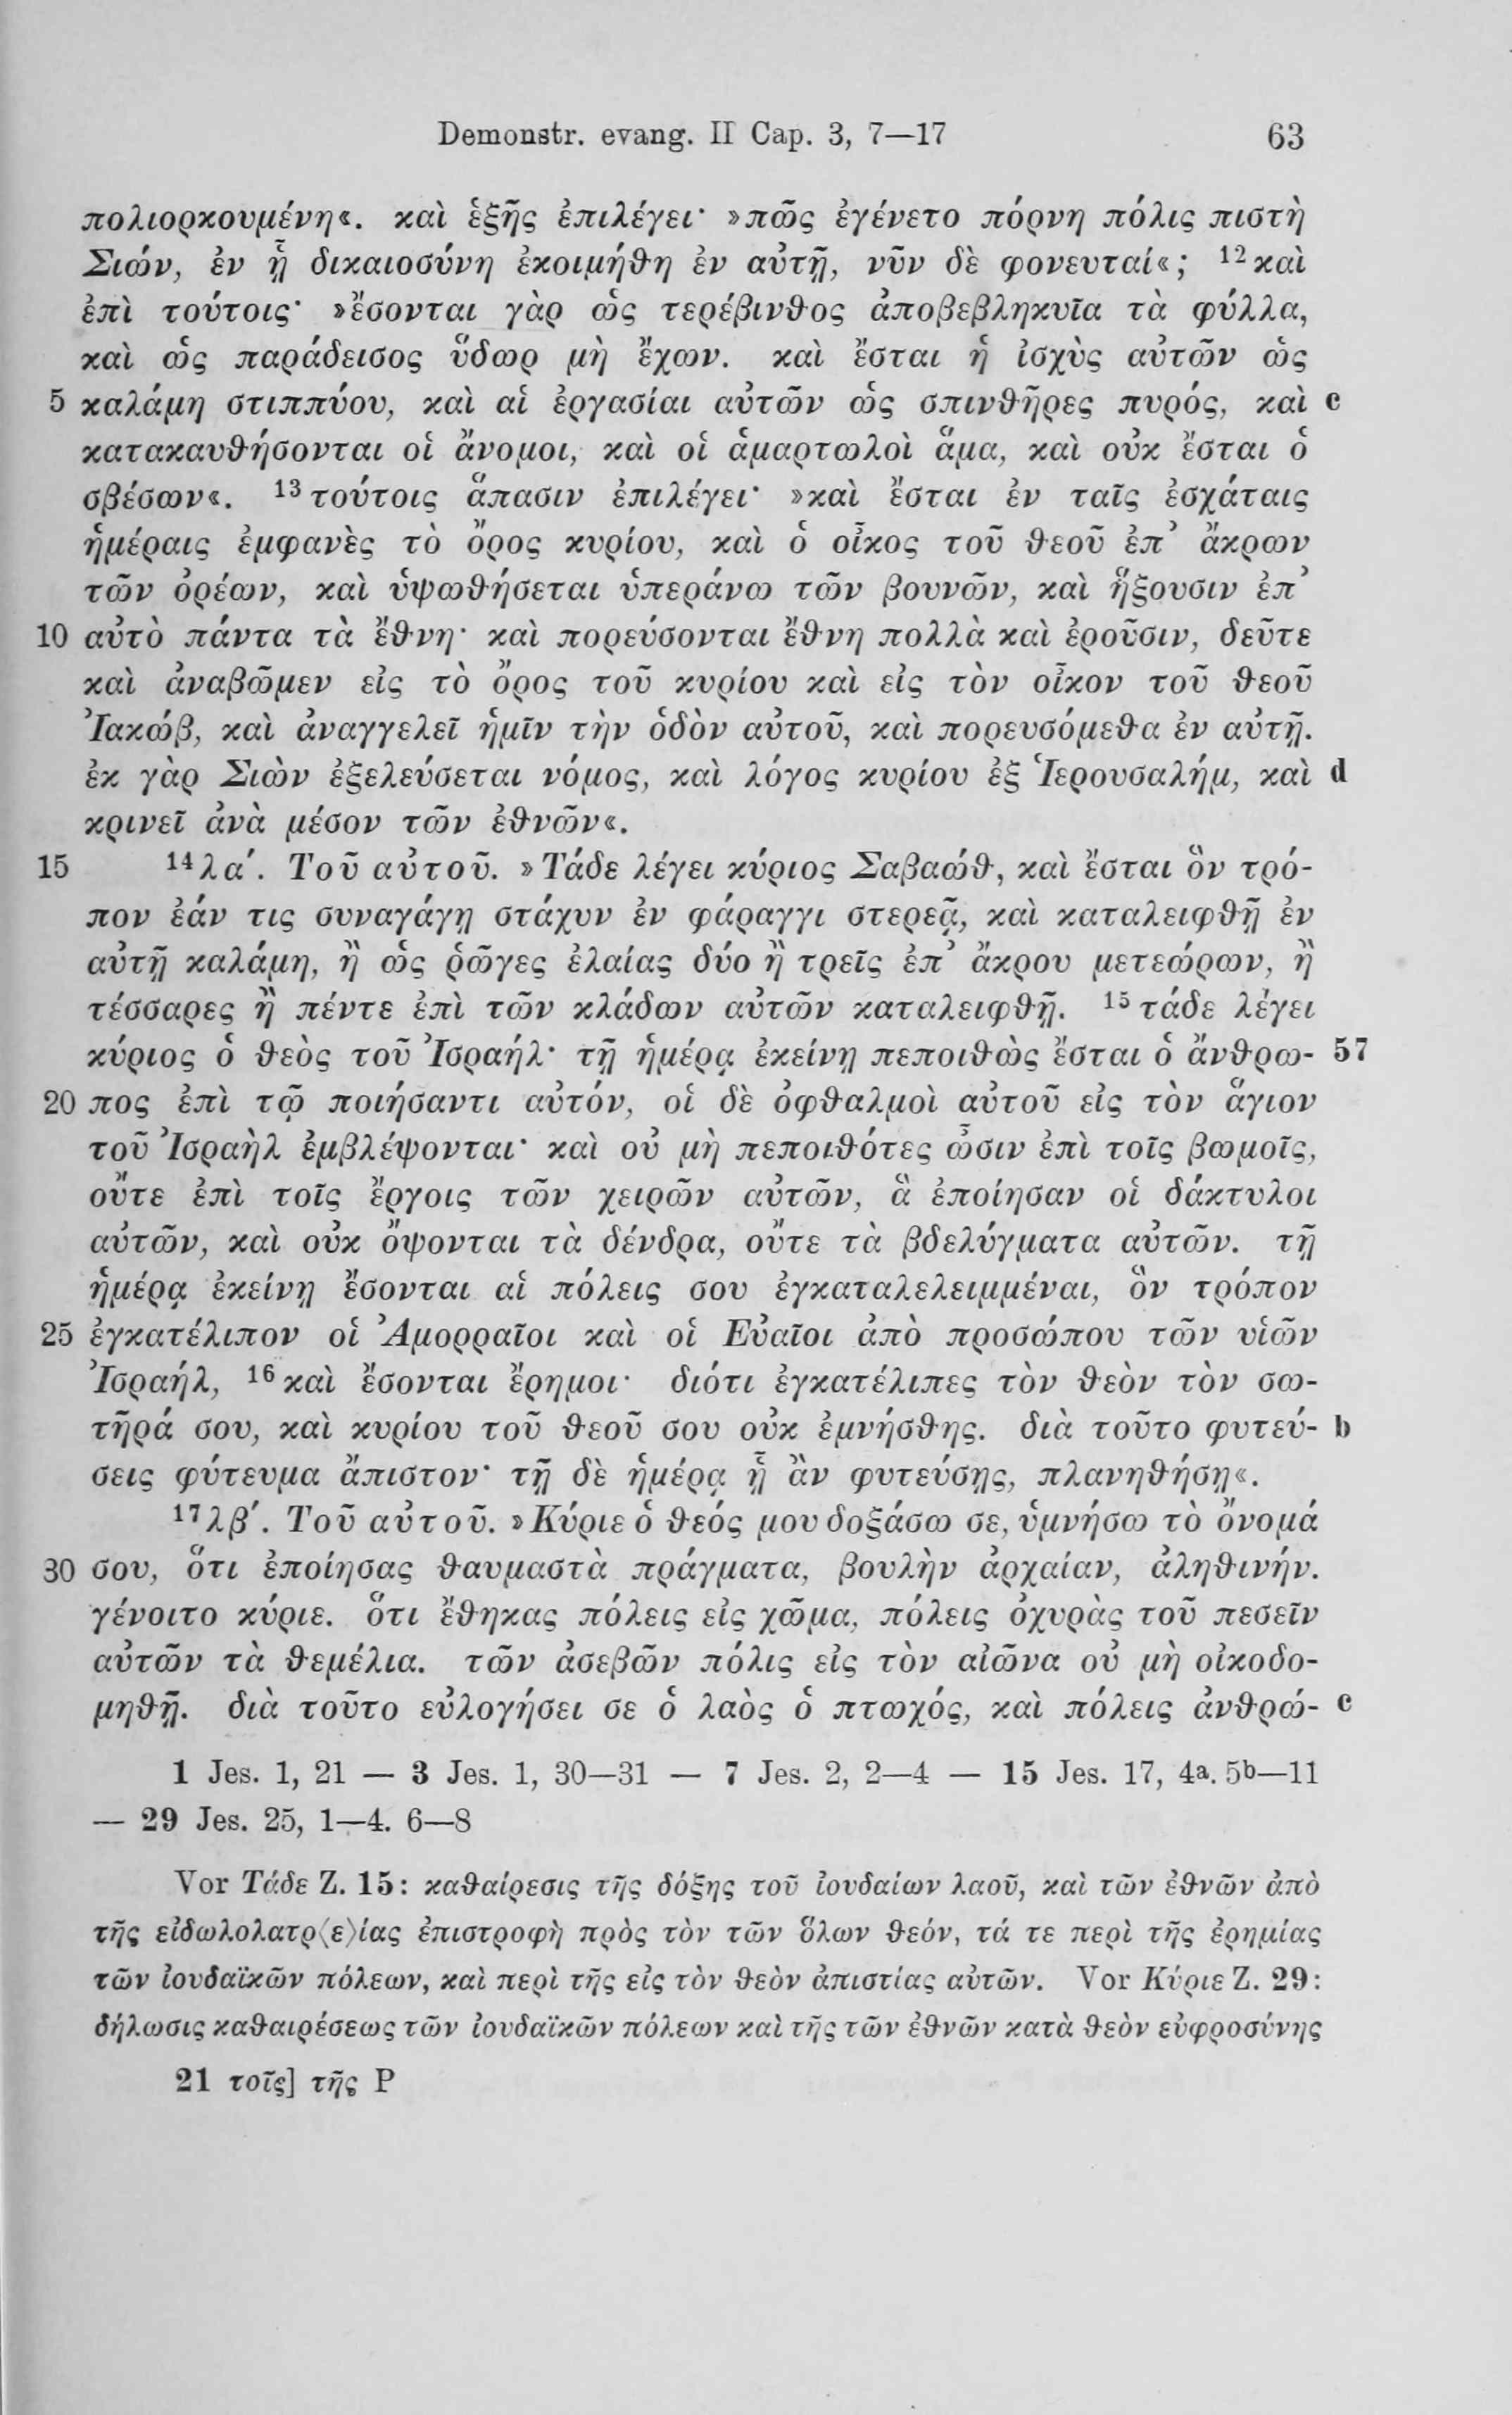 Demonstr. evang. II Cap. 3, 7—17 63
πολιορκουμένη«. καὶ ἑξῆς ἐπιλέγει· »πῶς ἐγένετο πόρνη πόλις πιστὴ
Σιών, ἐν ᾗ δικαιοσύνη ἐκοιμήθη ἐν αὐτῇ, νῦν δὲ φονευταί«; 12 καὶ
ἐπὶ τούτοις· »ἔσονται γὰρ ὡς τερέβινθος ἀποβεβληκυῖα τὰ φύλλα,
καὶ ὡς παράδεισος ὕδωρ μὴ ἔχων. καὶ ἔσται ἡ ἰσχὺς αὐτῶν ὡς
5 καλάμη στιππύου, καὶ αἱ ἐργασίαι αὐτῶν ὡς σπινθῆρες πυρός, καὶ c
κατακαυθήσονται οἱ ἄνομοι, καὶ οἱ ἁμαρτωλοὶ ἅμα, καὶ οὐκ ἔσται ὁ
σβέσων«. 13 τούτοις ἅπασιν ἐπιλέγει· »καὶ ἔσται ἐν ταῖς ἐσχάταις
ἡμέραις ἐμφανὲς τὸ ὄρος κυρίου, καὶ ὁ οἶκος τοῦ θεοῦ ἐπ᾽ ἄκρων
τῶν ὀρέων, καὶ ὑψωθήσεται ὑπεράνω τῶν βουνῶν, καὶ ἥξουσιν ἐπ᾽
10 αὐτὸ πάντα τὰ ἔθνη· καὶ πορεύσονται ἔθνη πολλὰ καὶ ἐροῦσιν, δεῦτε
καὶ ἀναβῶμεν εἰς τὸ ὄρος τοῦ κυρίου καὶ εἰς τὸν οἶκον τοῦ θεοῦ
Ἰακώβ, καὶ ἀναγγελεῖ ἡμῖν τὴν ὁδὸν αὐτοῦ, καὶ πορευσόμεθα ἐν αὐτῇ.
ἐκ γὰρ Σιὼν ἐξελεύσεται νόμος, καὶ λόγος κυρίου ἐξ Ἱερουσαλήμ, καὶ d
κρινεῖ ἀνὰ μέσον τῶν ἐθνῶν«.
15 14 λα΄. Τοῦ αὐτοῦ. »Τάδε λέγει κύριος Σαβαώθ, καὶ ἔσται ὃν τρό-
πον ἐάν τις συναγάγῃ στάχυν ἐν φάραγγι στερεᾷ, καὶ καταλειφθῇ ἐν
αὐτῇ καλάμη, ἢ ὡς ῥῶγες ἐλαίας δύο ἢ τρεῖς ἐπ᾽ ἄκρου μετεώρων, ἢ
τέσσαρες ἢ πέντε ἐπὶ τῶν κλάδων αὐτῶν καταλειφθῇ. 15 τάδε λέγει
κύριος ὁ θεὸς τοῦ Ἰσραήλ· τῇ ἡμέρᾳ ἐκείνῃ πεποιθὼς ἔσται ὁ ἄνθρω- 57
20 πος ἐπὶ τῷ ποιήσαντι αὐτόν, οἱ δὲ ὀφθαλμοὶ αὐτοῦ εἰς τὸν ἅγιον
τοῦ Ἰσραὴλ ἐμβλέψονται· καὶ οὐ μὴ πεποιθότες ὦσιν ἐπὶ τοῖς βωμοῖς,
οὔτε ἐπὶ τοῖς ἔργοις τῶν χειρῶν αὐτῶν, ἃ ἐποίησαν οἱ δάκτυλοι
αὐτῶν, καὶ οὐκ ὄψονται τὰ δένδρα, οὔτε τὰ βδελύγματα αὐτῶν. τῇ
ἡμέρᾳ ἐκείνῃ ἔσονται αἱ πόλεις σου ἐγκαταλελειμμέναι, ὃν τρόπον
25 ἐγκατέλιπον οἱ Ἀμορραῖοι καὶ οἱ Εὐαῖοι ἀπὸ προσώπου τῶν υἱῶν
Ἰσραήλ, 16 καὶ ἔσονται ἔρημοι· διότι ἐγκατέλιπες τὸν θεὸν τὸν σω-
τῆρά σου, καὶ κυρίου τοῦ θεοῦ σου οὐκ ἐμνήσθης. διὰ τοῦτο φυτεύ- b
σεις φύτευμα ἄπιστον· τῇ δὲ ἡμέρᾳ ᾗ ἂν φυτεύσῃς, πλανηθήσῃ«.
17 λβ΄. Τοῦ αὐτοῦ. »Κύριε ὁ θεός μου δοξάσω σε, ὑμνήσω τὸ ὄνομά
30 σου, ὅτι ἐποίησας θαυμαστὰ πράγματα, βουλὴν ἀρχαίαν, ἀληθινήν.
γένοιτο κύριε. ὅτι ἔθηκας πόλεις εἰς χῶμα, πόλεις ὀχυρὰς τοῦ πεσεῖν
αὐτῶν τὰ θεμέλια. τῶν ἀσεβῶν πόλις εἰς τὸν αἰῶνα οὐ μὴ οἰκοδο-
μηθῇ. διὰ τοῦτο εὐλογήσει σε ὁ λαὸς ὁ πτωχός, καὶ πόλεις ἀνθρώ- c
1 Jes. 1, 21 — 3 Jes. 1, 30—31 — 7 Jes. 2, 2—4 — 15 Jes. 17, 4a. 5b—11
— 29 Jes. 25, 1—4. 6—8
Vor Τάδε Z. 15: καθαίρεσις τῆς δόξης τοῦ ἰουδαίων λαοῦ, καὶ τῶν ἐθνῶν ἀπὸ
τῆς εἰδωλολατρ⟨ε⟩ίας ἐπιστροφὴ πρὸς τὸν τῶν ὅλων θεόν, τά τε περὶ τῆς ἐρημίας
τῶν ἰουδαϊκῶν πόλεων, καὶ περὶ τῆς εἰς τὸν θεὸν ἀπιστίας αὐτῶν. Vor Κύριε Z. 29:
δήλωσις καθαιρέσεως τῶν ἰουδαϊκῶν πόλεων καὶ τῆς τῶν ἐθνῶν κατὰ θεὸν εὐφροσύνης
21 τοῖς] τῆς P